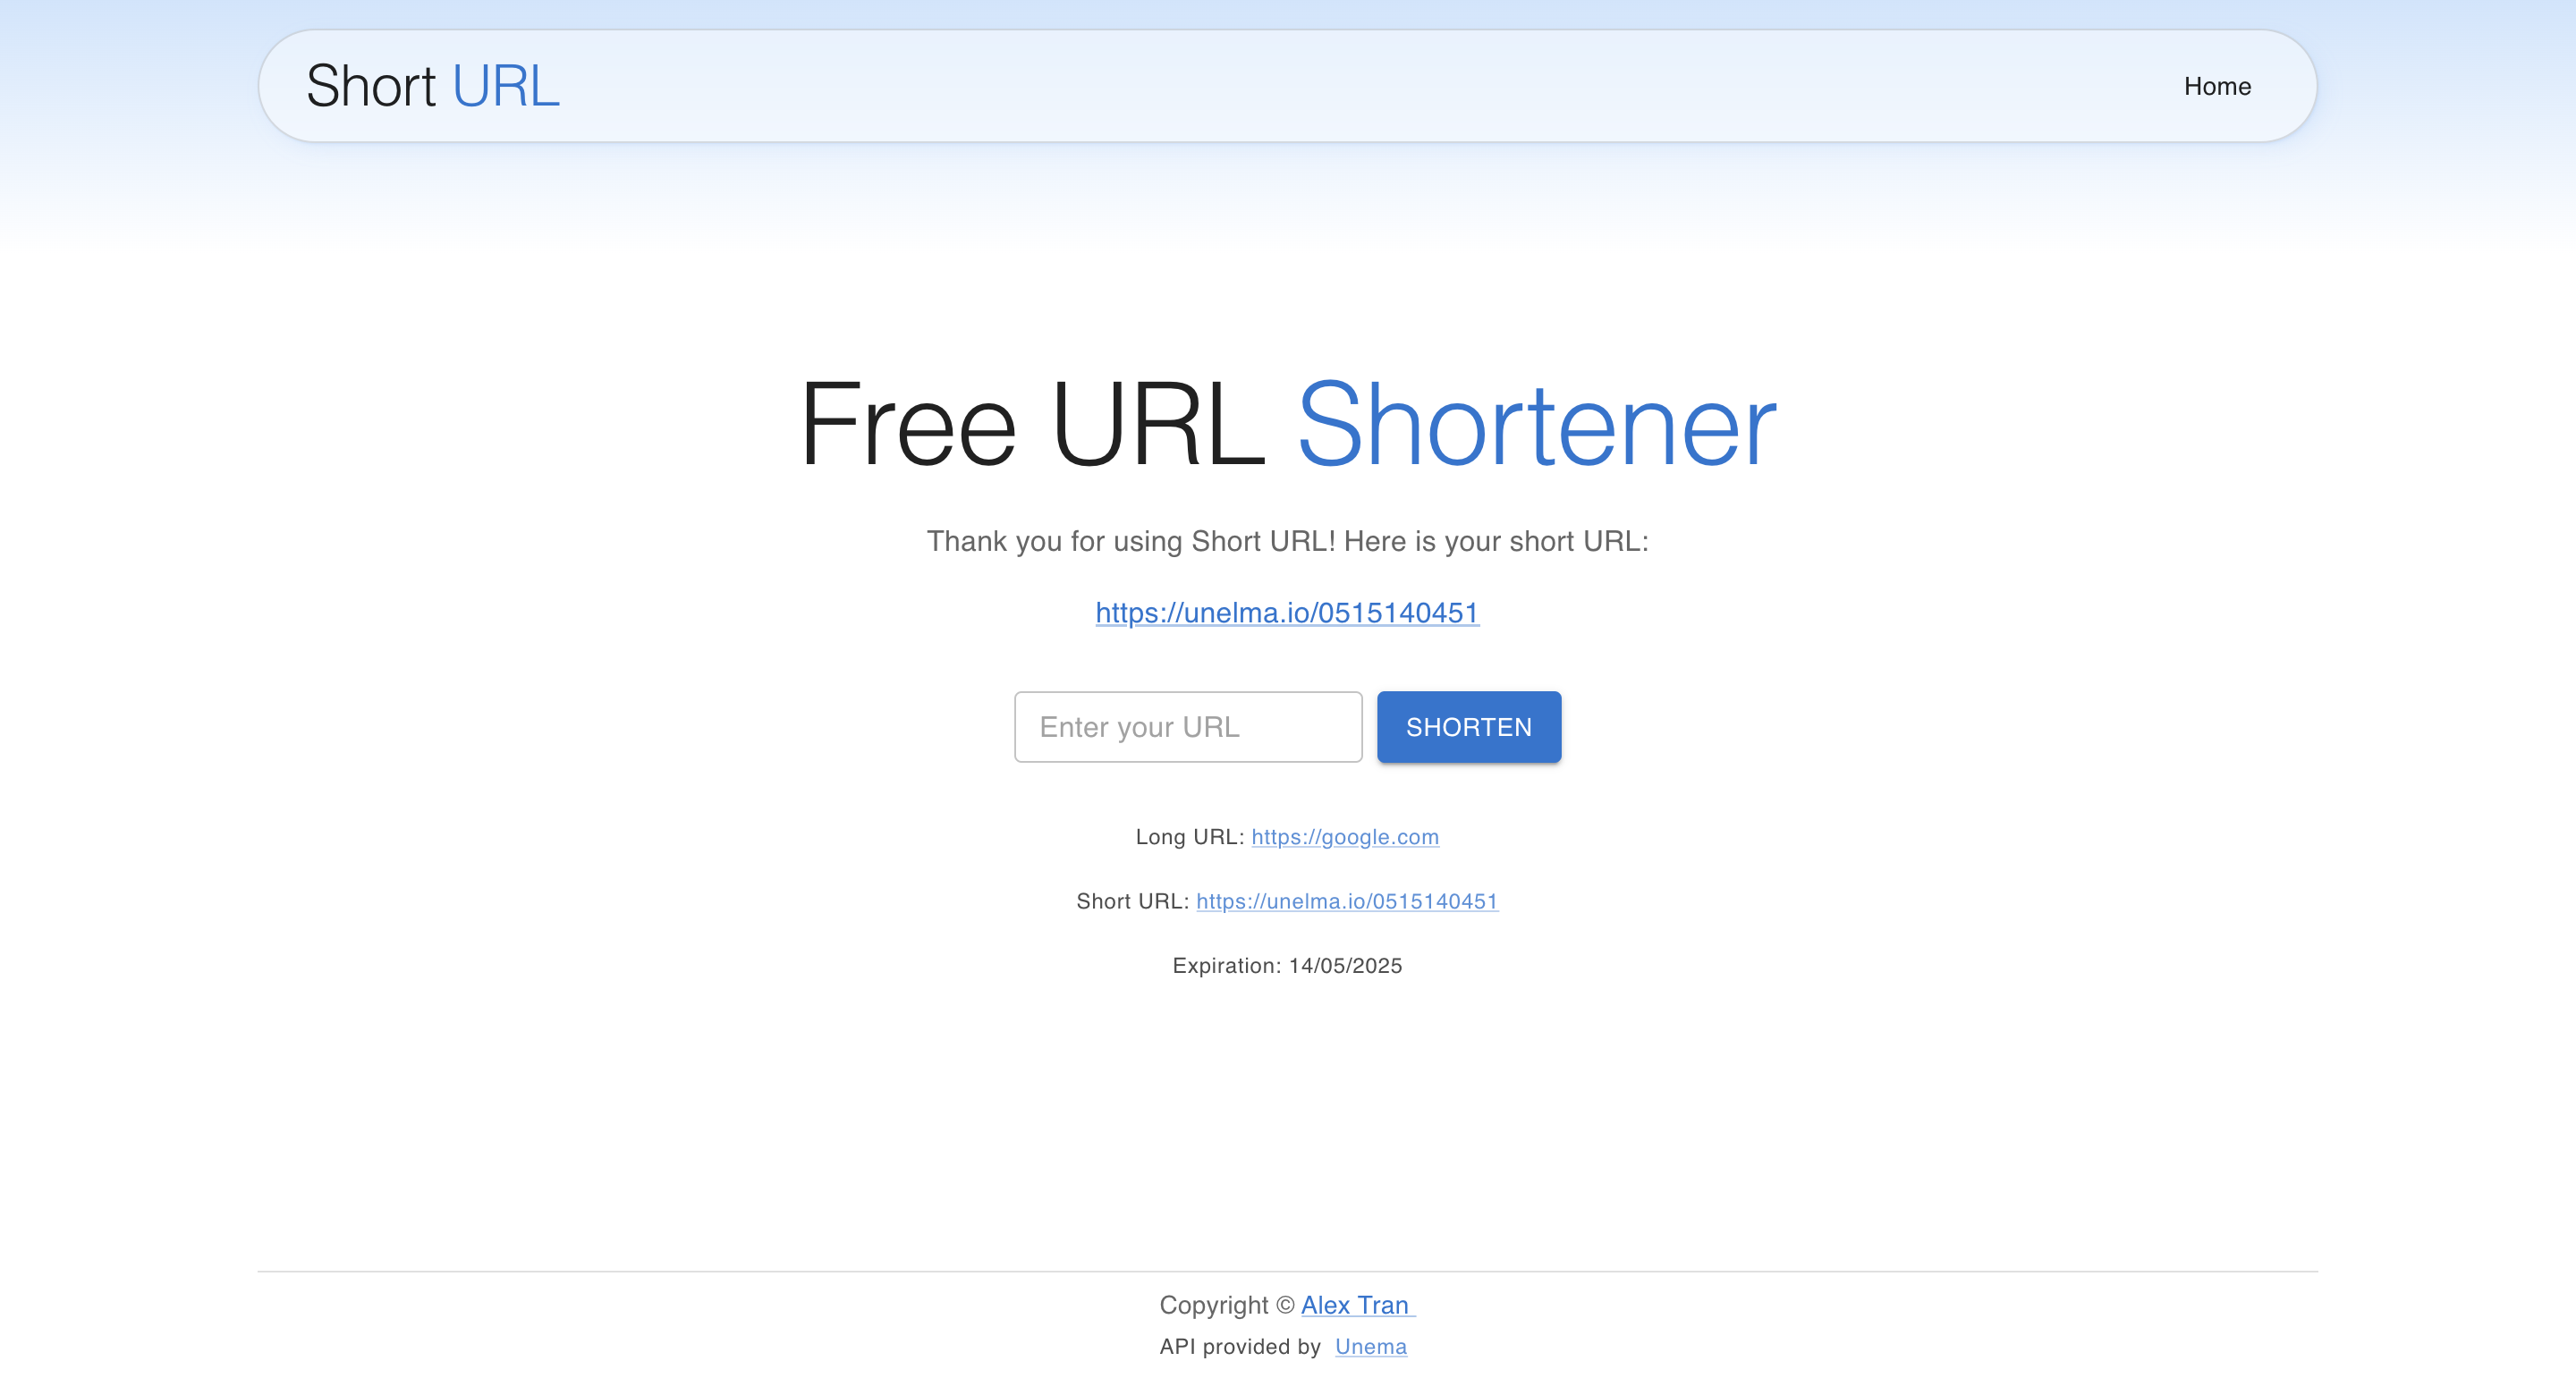 Short URL
Home
Free URL Shortener
Thank you for using Short URL! Here is your short URL:
https://unelma.io/0515140451
Enter your URL
SHORTEN
Long URL: https://google.com
Short URL: https://unelma.io/0515140451
Expiration: 14/05/2025
Copyright © Alex Tran
API provided by Unema